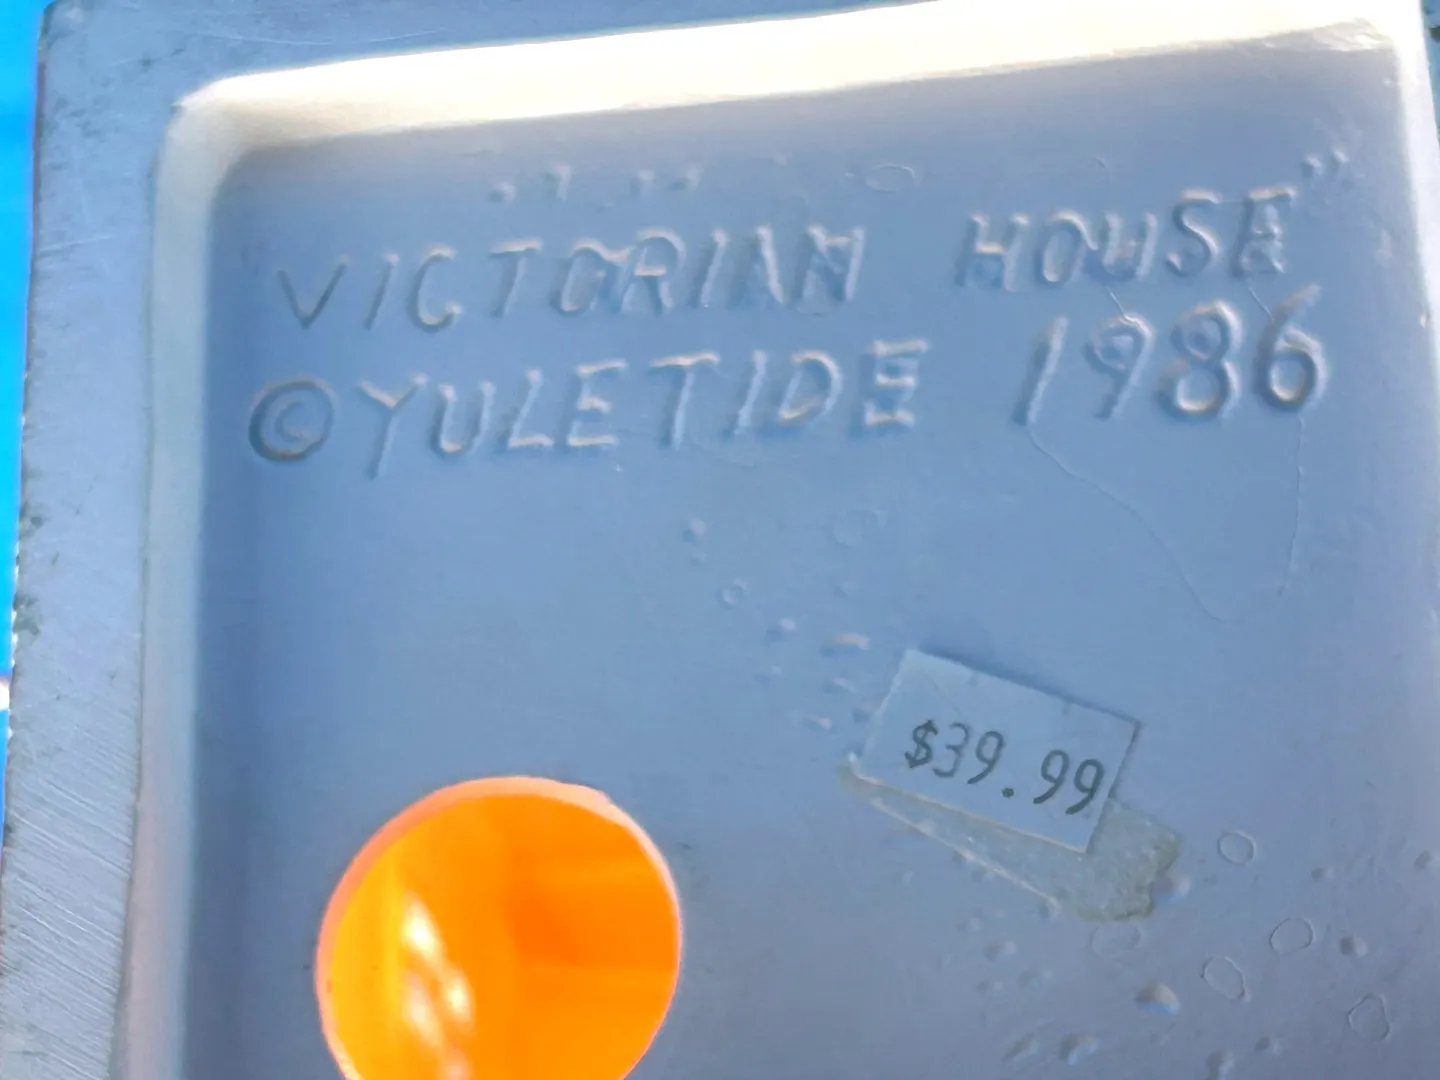 VICTORIAN HOUSE"
©YULETIDE 1986
$39.99